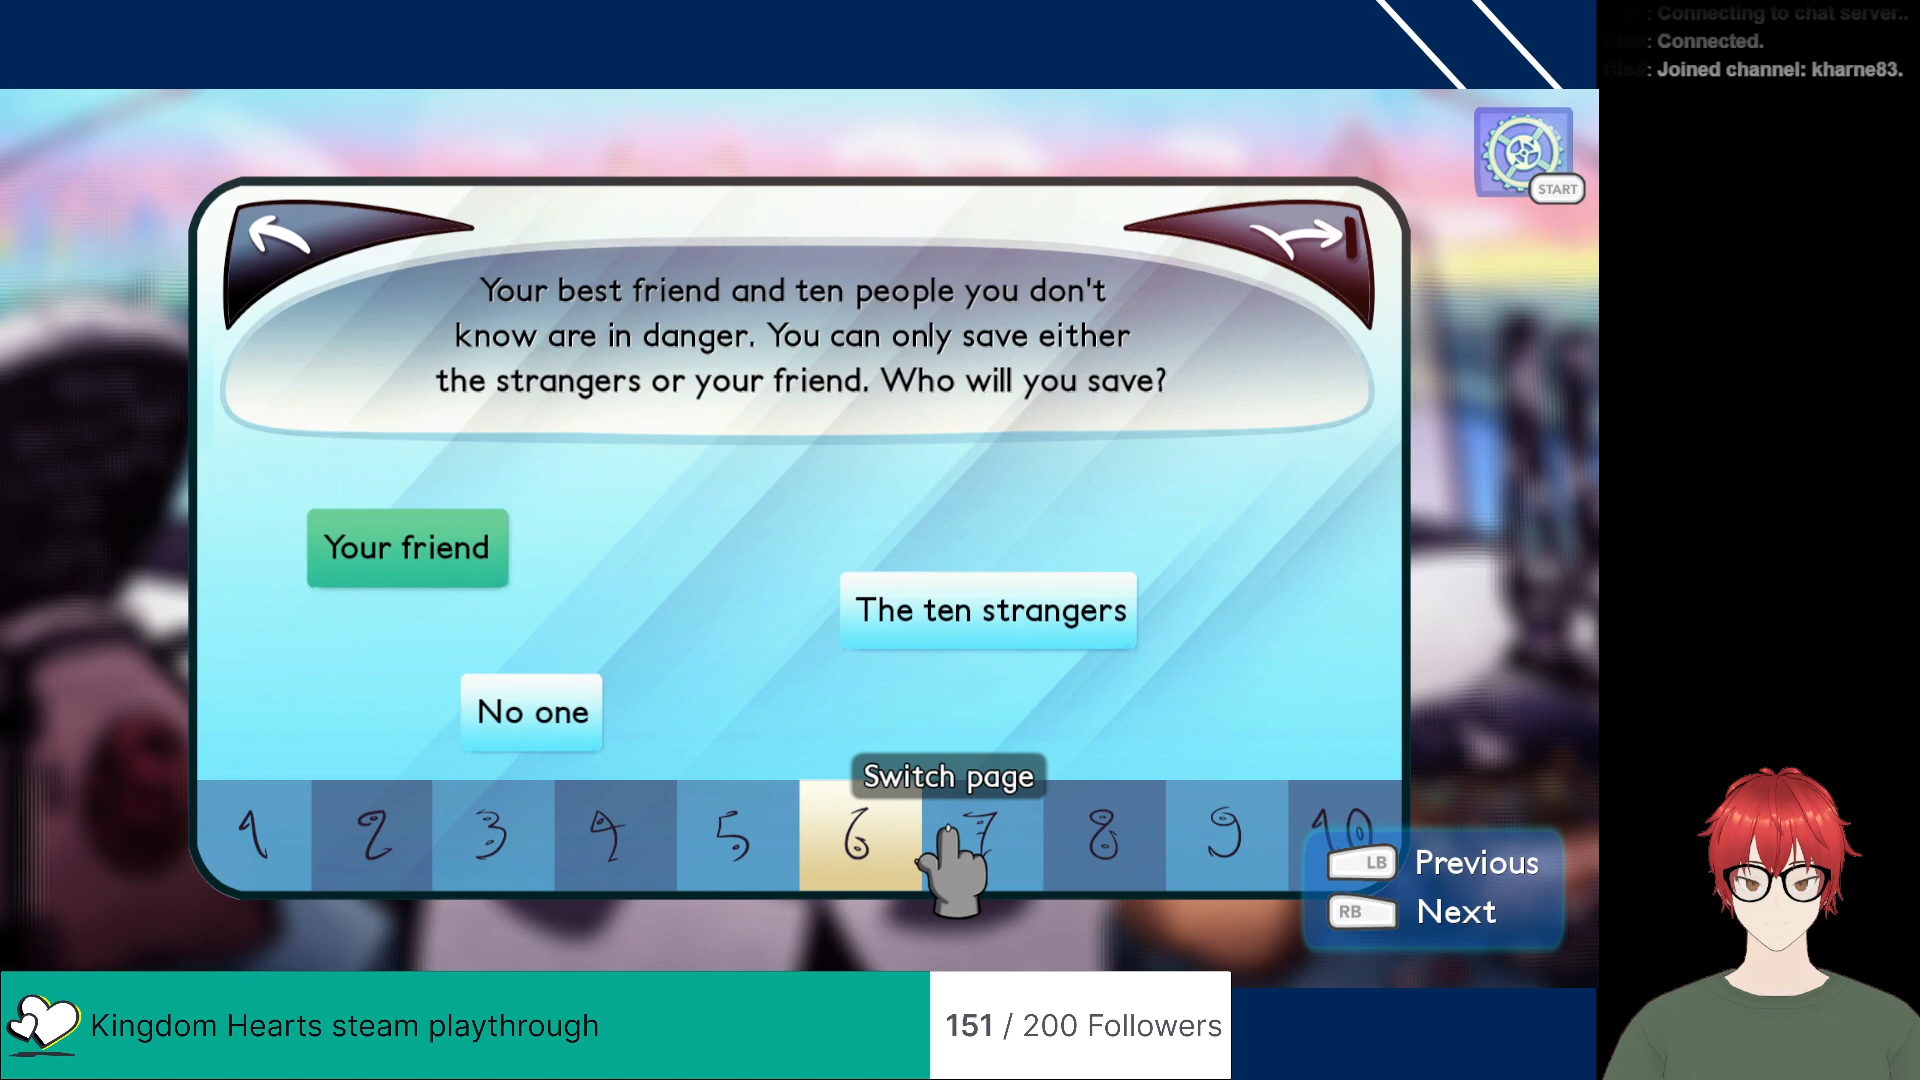 : Connecting to chat server..
: Connected.
: Joined channel: kharne83.
START
Your best friend and ten people you don't
know are in danger. You can only save either
the strangers or your friend. Who will you save?
Your friend
The ten strangers
No one
Switch page
1 2 3 4 5 6 7 8 9 10
LB Previous
RB Next
Kingdom Hearts steam playthrough
151 / 200 Followers